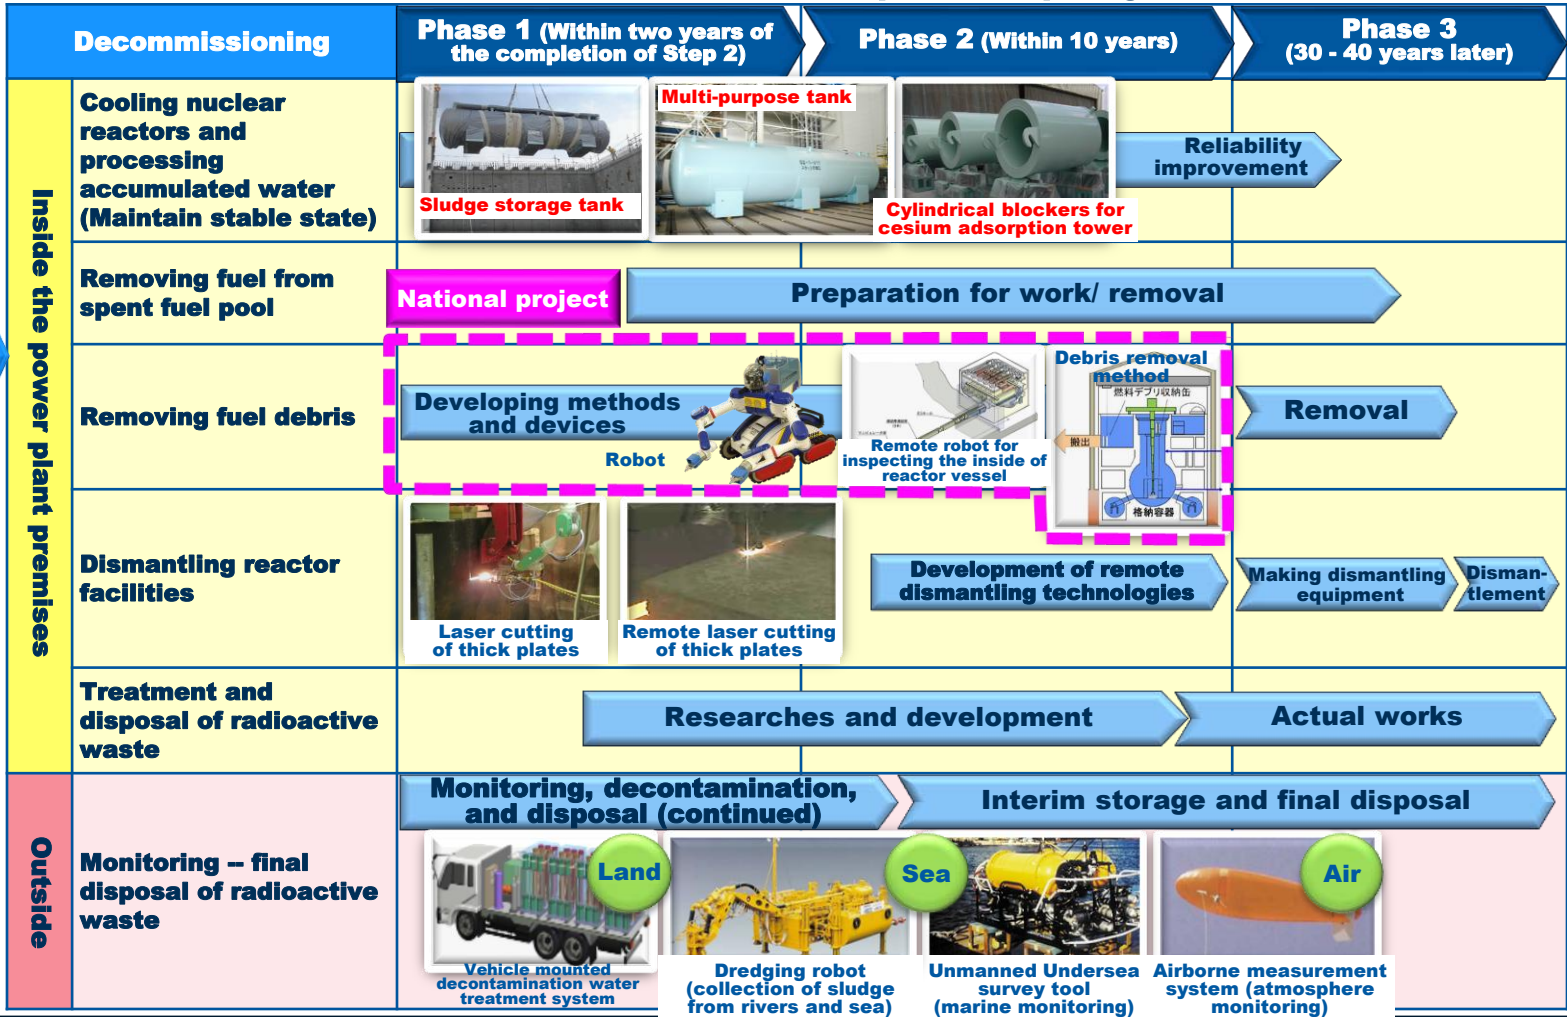 Decommissioning
Phase 1 (Within two years of
the completion of Step 2)
Phase 2 (Within 10 years)
Phase 3
(30 - 40 years later)
Inside the power plant premises
Cooling nuclear
reactors and
processing
accumulated water
(Maintain stable state)
Sludge storage tank
Multi-purpose tank
Cylindrical blockers for
cesium adsorption tower
Reliability
improvement
Removing fuel from
spent fuel pool
National project
Preparation for work/ removal
Removing fuel debris
Developing methods
and devices
Robot
Remote robot for
inspecting the inside of
reactor vessel
Debris removal
method
燃料デブリ収納缶
搬出
格納容器
Removal
Dismantling reactor
facilities
Laser cutting
of thick plates
Remote laser cutting
of thick plates
Development of remote
dismantling technologies
Making dismantling
equipment
Disman-
tlement
Treatment and
disposal of radioactive
waste
Researches and development
Actual works
Outside
Monitoring -- final
disposal of radioactive
waste
Monitoring, decontamination,
and disposal (continued)
Interim storage and final disposal
Land
Sea
Air
Vehicle mounted
decontamination water
treatment system
Dredging robot
(collection of sludge
from rivers and sea)
Unmanned Undersea
survey tool
(marine monitoring)
Airborne measurement
system (atmosphere
monitoring)